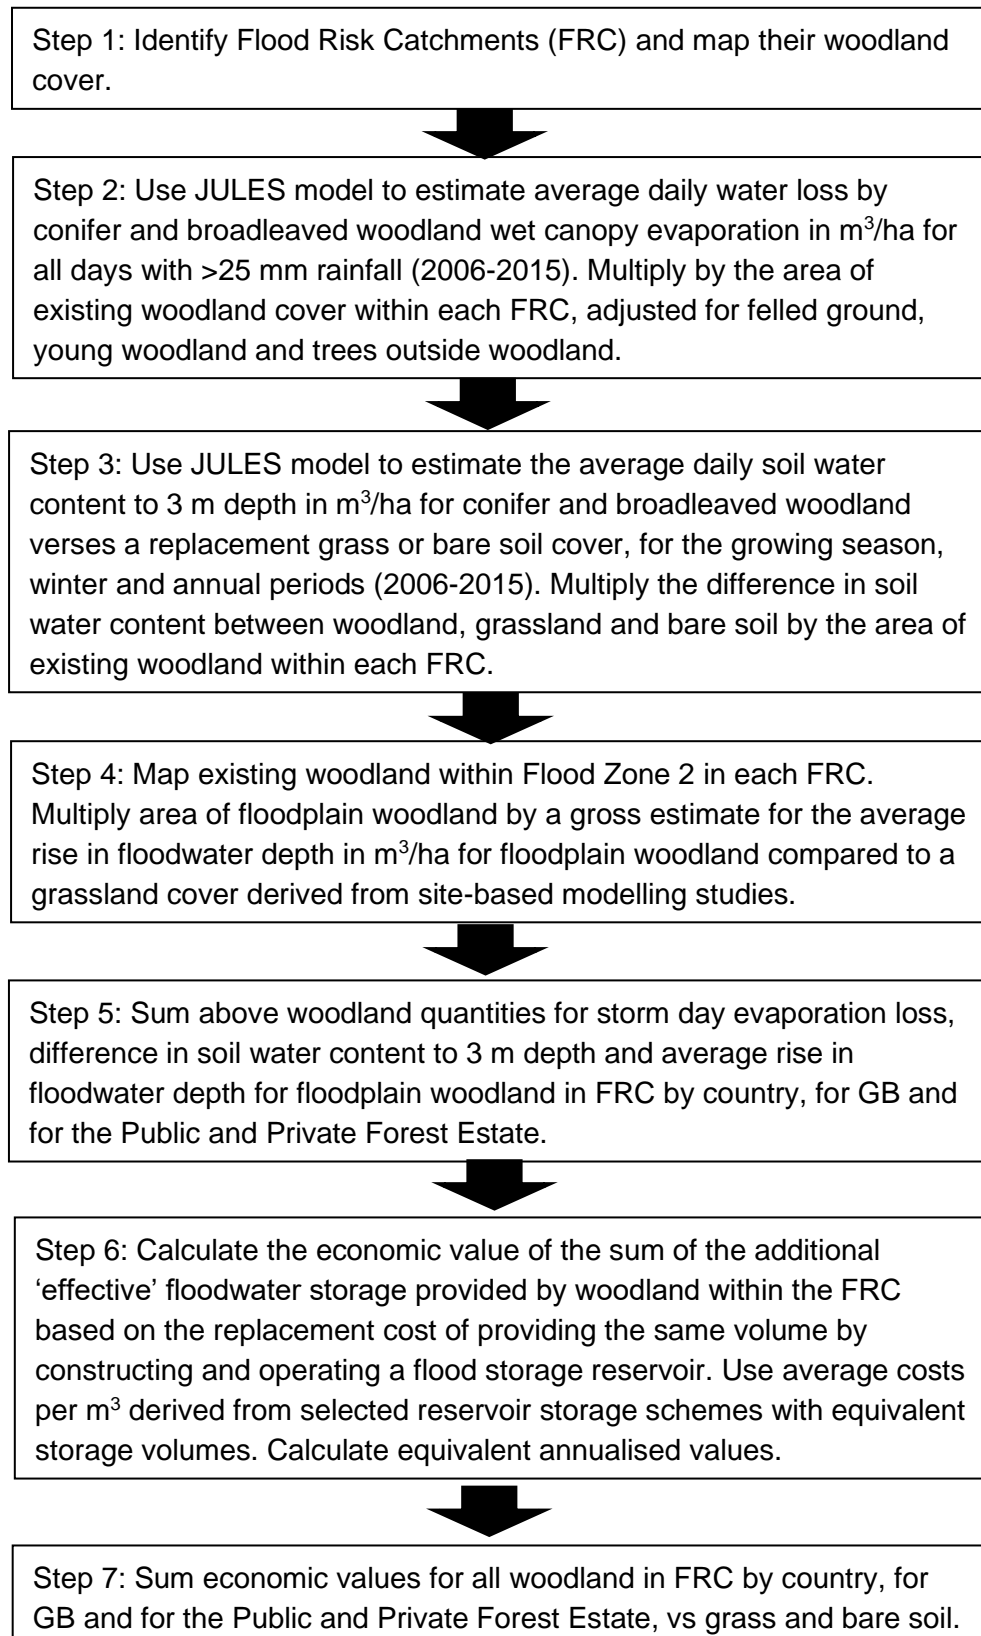 Step 1: Identify Flood Risk Catchments (FRC) and map their woodland
cover.
Step 2: Use JULES model to estimate average daily water loss by
conifer and broadleaved woodland wet canopy evaporation in m³/ha for
all days with >25 mm rainfall (2006-2015). Multiply by the area of
existing woodland cover within each FRC, adjusted for felled ground,
young woodland and trees outside woodland.
Step 3: Use JULES model to estimate the average daily soil water
content to 3 m depth in m³/ha for conifer and broadleaved woodland
verses a replacement grass or bare soil cover, for the growing season,
winter and annual periods (2006-2015). Multiply the difference in soil
water content between woodland, grassland and bare soil by the area of
existing woodland within each FRC.
Step 4: Map existing woodland within Flood Zone 2 in each FRC.
Multiply area of floodplain woodland by a gross estimate for the average
rise in floodwater depth in m³/ha for floodplain woodland compared to a
grassland cover derived from site-based modelling studies.
Step 5: Sum above woodland quantities for storm day evaporation loss,
difference in soil water content to 3 m depth and average rise in
floodwater depth for floodplain woodland in FRC by country, for GB and
for the Public and Private Forest Estate.
Step 6: Calculate the economic value of the sum of the additional
‘effective’ floodwater storage provided by woodland within the FRC
based on the replacement cost of providing the same volume by
constructing and operating a flood storage reservoir. Use average costs
per m³ derived from selected reservoir storage schemes with equivalent
storage volumes. Calculate equivalent annualised values.
Step 7: Sum economic values for all woodland in FRC by country, for
GB and for the Public and Private Forest Estate, vs grass and bare soil.